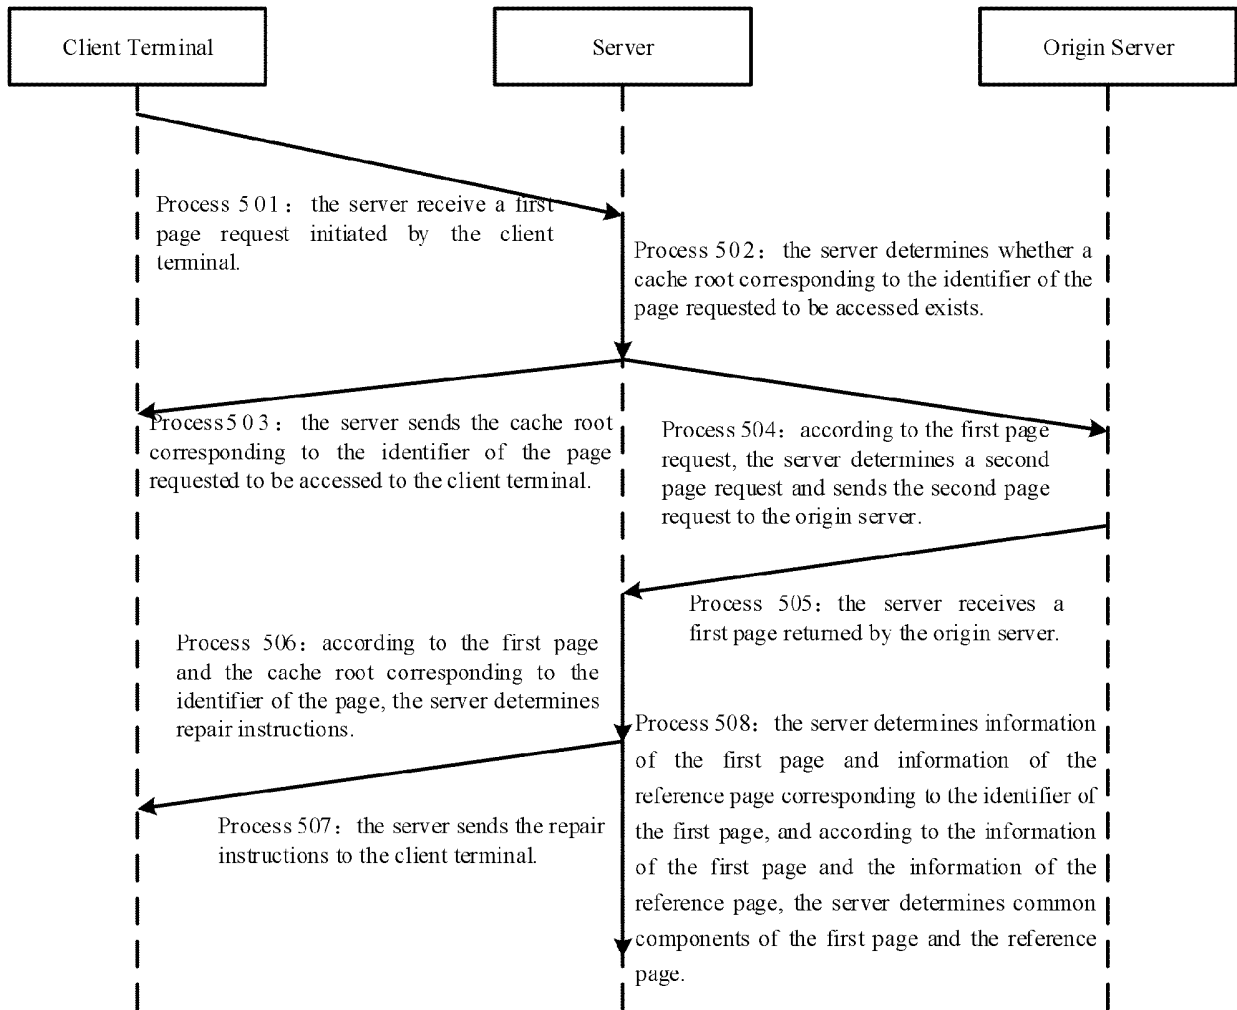 Client Terminal
Server
Origin Server
Process 501：the server receive a first
page request initiated by the client
terminal.
Process 502：the server determines whether a
cache root corresponding to the identifier of the
page requested to be accessed exists.
Process503：the server sends the cache root
corresponding to the identifier of the page
requested to be accessed to the client terminal.
Process 504：according to the first page
request, the server determines a second
page request and sends the second page
request to the origin server.
Process 505：the server receives a
first page returned by the origin server.
Process 506：according to the first page
and the cache root corresponding to the
identifier of the page, the server determines
repair instructions.
Process 508：the server determines information
of the first page and information of the
reference page corresponding to the identifier of
the first page, and according to the information
of the first page and the information of the
reference page, the server determines common
components of the first page and the reference
page.
Process 507：the server sends the repair
instructions to the client terminal.